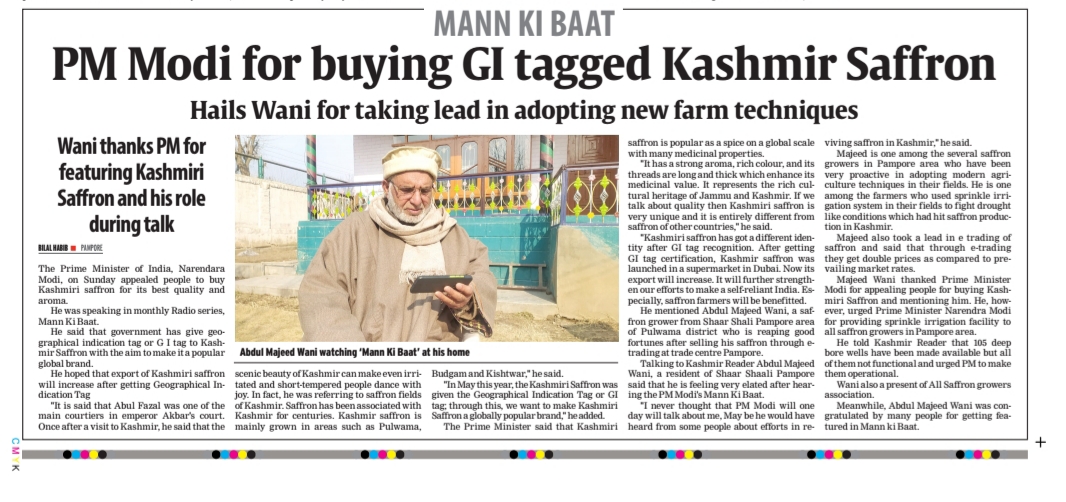 MANN KI BAAT
PM Modi for buying GI tagged Kashmir Saffron
Hails Wani for taking lead in adopting new farm techniques
Wani thanks PM for
featuring Kashmiri
Saffron and his role
during talk
BILAL HABIB ■ PAMPORE
The Prime Minister of India, Narendara
Modi, on Sunday appealed people to buy
Kashmiri saffron for its best quality and
aroma.
He was speaking in monthly Radio series,
Mann Ki Baat.
He said that government has give geo-
graphical indication tag or G I tag to Kash-
mir Saffron with the aim to make it a popular
global brand.
He hoped that export of Kashmiri saffron
will increase after getting Geographical In-
dication Tag
"It is said that Abul Fazal was one of the
main courtiers in emperor Akbar's court.
Once after a visit to Kashmir, he said that the
Abdul Majeed Wani watching 'Mann Ki Baat' at his home
scenic beauty of Kashmir can make even irri-
tated and short-tempered people dance with
joy. In fact, he was referring to saffron fields
of Kashmir. Saffron has been associated with
Kashmir for centuries. Kashmir saffron is
mainly grown in areas such as Pulwama,
Budgam and Kishtwar," he said.
"In May this year, the Kashmiri Saffron was
given the Geographical Indication Tag or GI
tag; through this, we want to make Kashmiri
Saffron a globally popular brand," he added.
The Prime Minister said that Kashmiri
saffron is popular as a spice on a global scale
with many medicinal properties.
"It has a strong aroma, rich colour, and its
threads are long and thick which enhance its
medicinal value. It represents the rich cul-
tural heritage of Jammu and Kashmir. If we
talk about quality then Kashmiri saffron is
very unique and it is entirely different from
saffron of other countries," he said.
"Kashmiri saffron has got a different iden-
tity after GI tag recognition. After getting
GI tag certification, Kashmir saffron was
launched in a supermarket in Dubai. Now its
export will increase. It will further strength-
en our efforts to make a self-reliant India. Es-
pecially, saffron farmers will be benefitted.
He mentioned Abdul Majeed Wani, a saf-
fron grower from Shaar Shali Pampore area
of Pulwama district who is reaping good
fortunes after selling his saffron through e-
trading at trade centre Pampore.
Talking to Kashmir Reader Abdul Majeed
Wani, a resident of Shaar Shaali Pampore
said that he is feeling very elated after hear-
ing the PM Modi's Mann Ki Baat.
"I never thought that PM Modi will one
day will talk about me, May be he would have
heard from some people about efforts in re-
viving saffron in Kashmir," he said.
Majeed is one among the several saffron
growers in Pampore area who have been
very proactive in adopting modern agri-
culture techniques in their fields. He is one
among the farmers who used sprinkle irri-
gation system in their fields to fight drought
like conditions which had hit saffron produc-
tion in Kashmir.
Majeed also took a lead in e trading of
saffron and said that through e-trading
they get double prices as compared to pre-
vailing market rates.
Majeed Wani thanked Prime Minister
Modi for appealing people for buying Kash-
miri Saffron and mentioning him. He, how-
ever, urged Prime Minister Narendra Modi
for providing sprinkle irrigation facility to
all saffron growers in Pampore area.
He told Kashmir Reader that 105 deep
bore wells have been made available but all
of them not functional and urged PM to make
them operational.
Wani also a present of All Saffron growers
association.
Meanwhile, Abdul Majeed Wani was con-
gratulated by many people for getting fea-
tured in Mann ki Baat.
CMYK